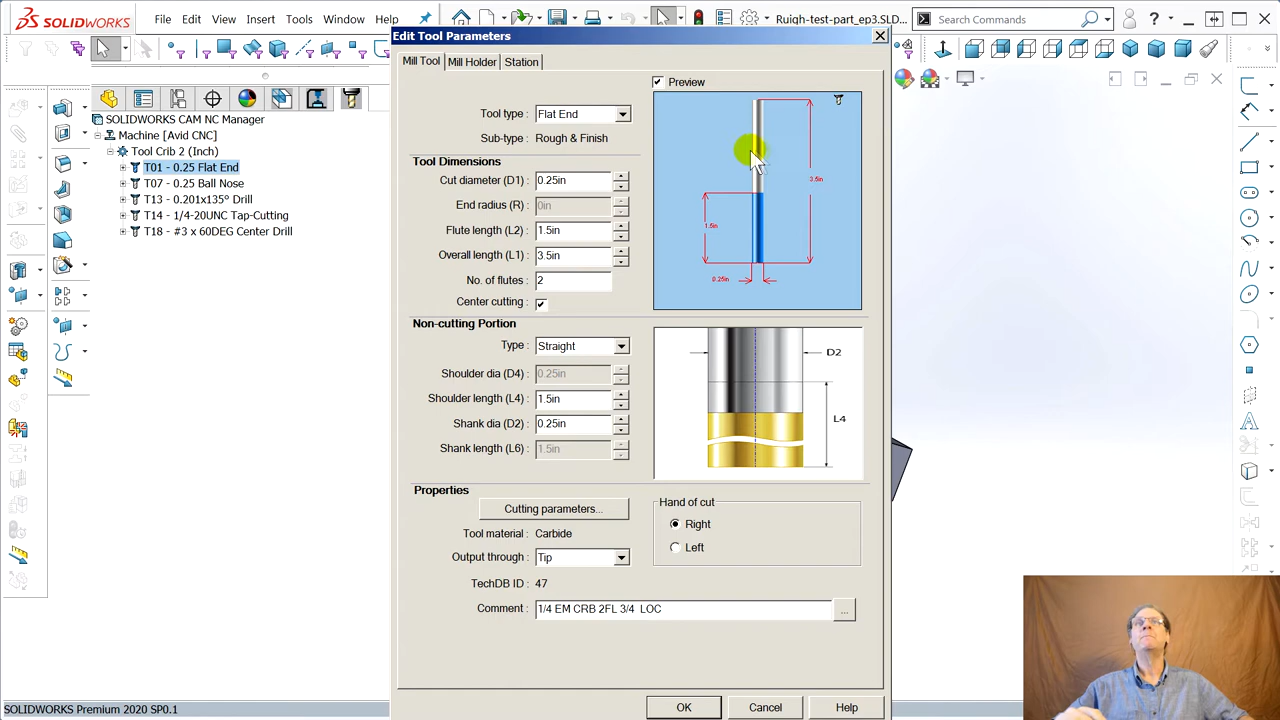 SOLIDWORKS
File Edit View Insert Tools Window Help
Ruigh-test-part_ep3.SLD...
Search Commands
?
SOLIDWORKS CAM NC Manager
Machine [Avid CNC]
Tool Crib 2 (Inch)
T01 - 0.25 Flat End
T07 - 0.25 Ball Nose
T13 - 0.201x135° Drill
T14 - 1/4-20UNC Tap-Cutting
T18 - #3 x 60DEG Center Drill
Edit Tool Parameters
Mill Tool Mill Holder Station
Preview
Tool type : Flat End
Sub-type : Rough & Finish
Tool Dimensions
Cut diameter (D1) : 0.25in
End radius (R) : 0in
Flute length (L2) : 1.5in
Overall length (L1) : 3.5in
No. of flutes : 2
Center cutting :
3.5in
1.5in
0.25in
Non-cutting Portion
Type : Straight
Shoulder dia (D4) : 0.25in
Shoulder length (L4) : 1.5in
Shank dia (D2) : 0.25in
Shank length (L6) : 1.5in
D2
L4
Properties
Cutting parameters...
Tool material : Carbide
Output through : Tip
TechDB ID : 47
Comment : 1/4 EM CRB 2FL 3/4 LOC
...
Hand of cut
Right
Left
OK Cancel Help
SOLIDWORKS Premium 2020 SP0.1